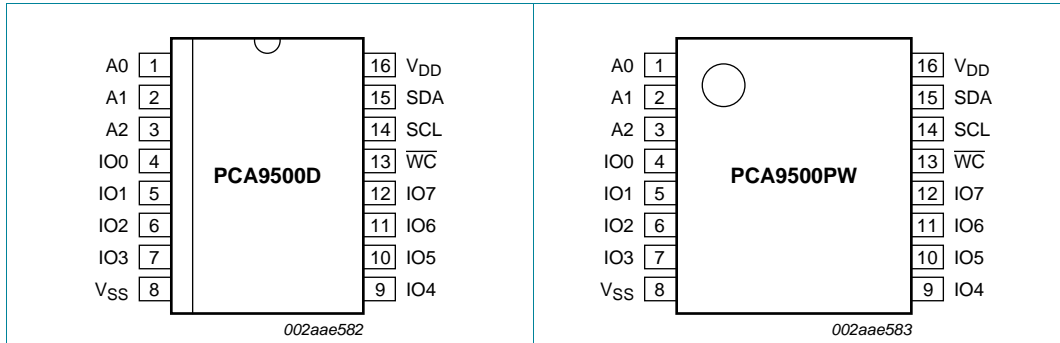 A0 1 16 VDD
A1 2 15 SDA
A2 3 14 SCL
IO0 4 13 WC
PCA9500D
IO1 5 12 IO7
IO2 6 11 IO6
IO3 7 10 IO5
VSS 8 9 IO4
002aae582
A0 1 16 VDD
A1 2 15 SDA
A2 3 14 SCL
IO0 4 13 WC
PCA9500PW
IO1 5 12 IO7
IO2 6 11 IO6
IO3 7 10 IO5
VSS 8 9 IO4
002aae583